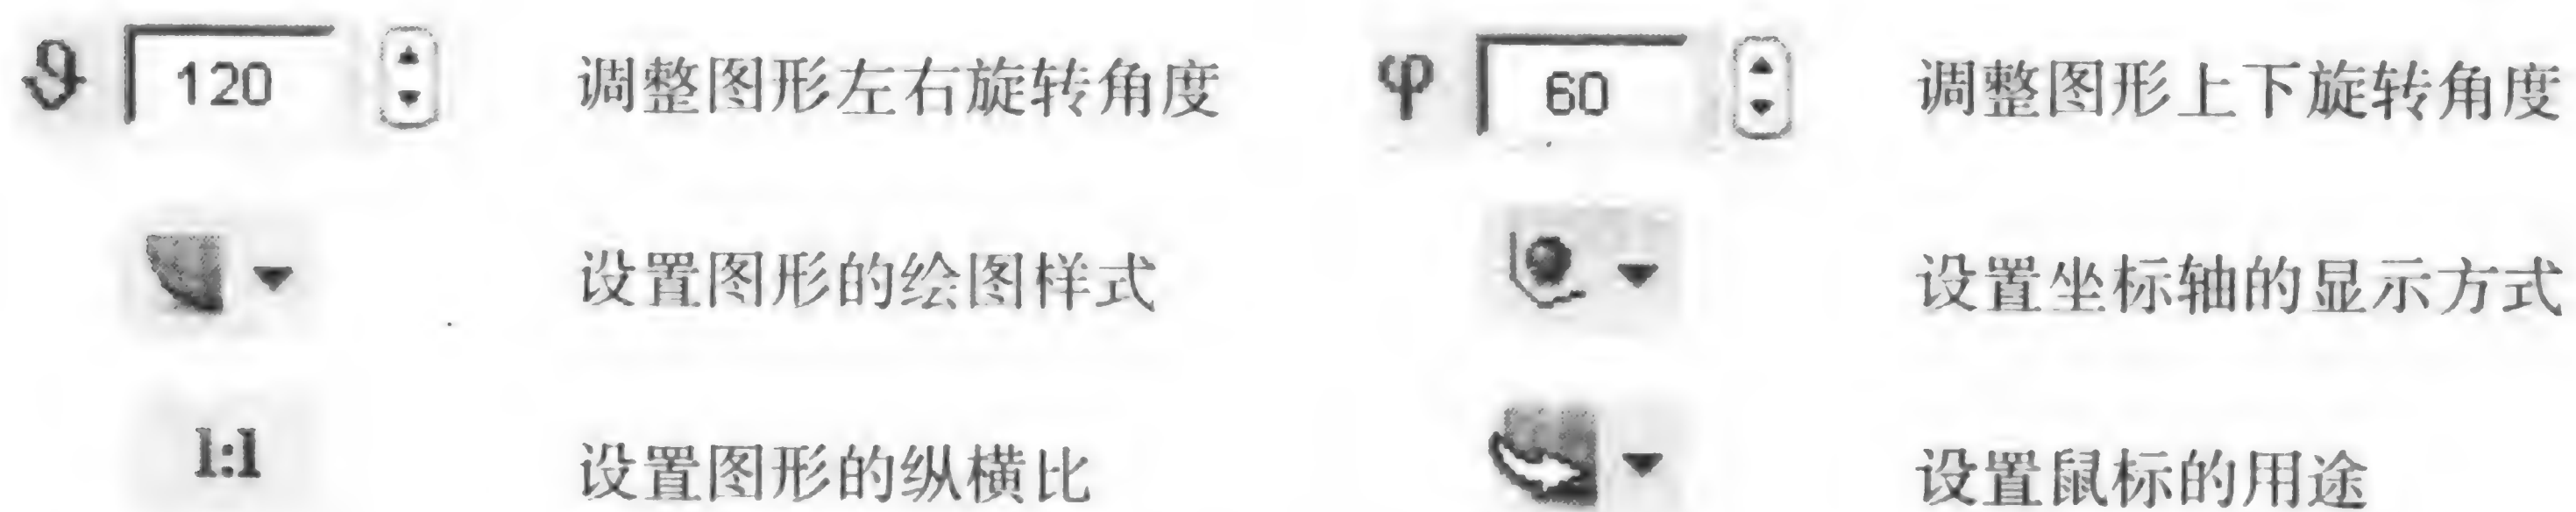 ϑ 120 调整图形左右旋转角度 φ 60 调整图形上下旋转角度
设置图形的绘图样式 设置坐标轴的显示方式
1:1 设置图形的纵横比 设置鼠标的用途